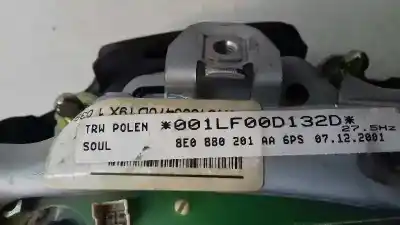 TRW POLEN *001LF00D132D*
27.5Hz
SOUL 8E0 880 201 AA 6PS 07.12.2001